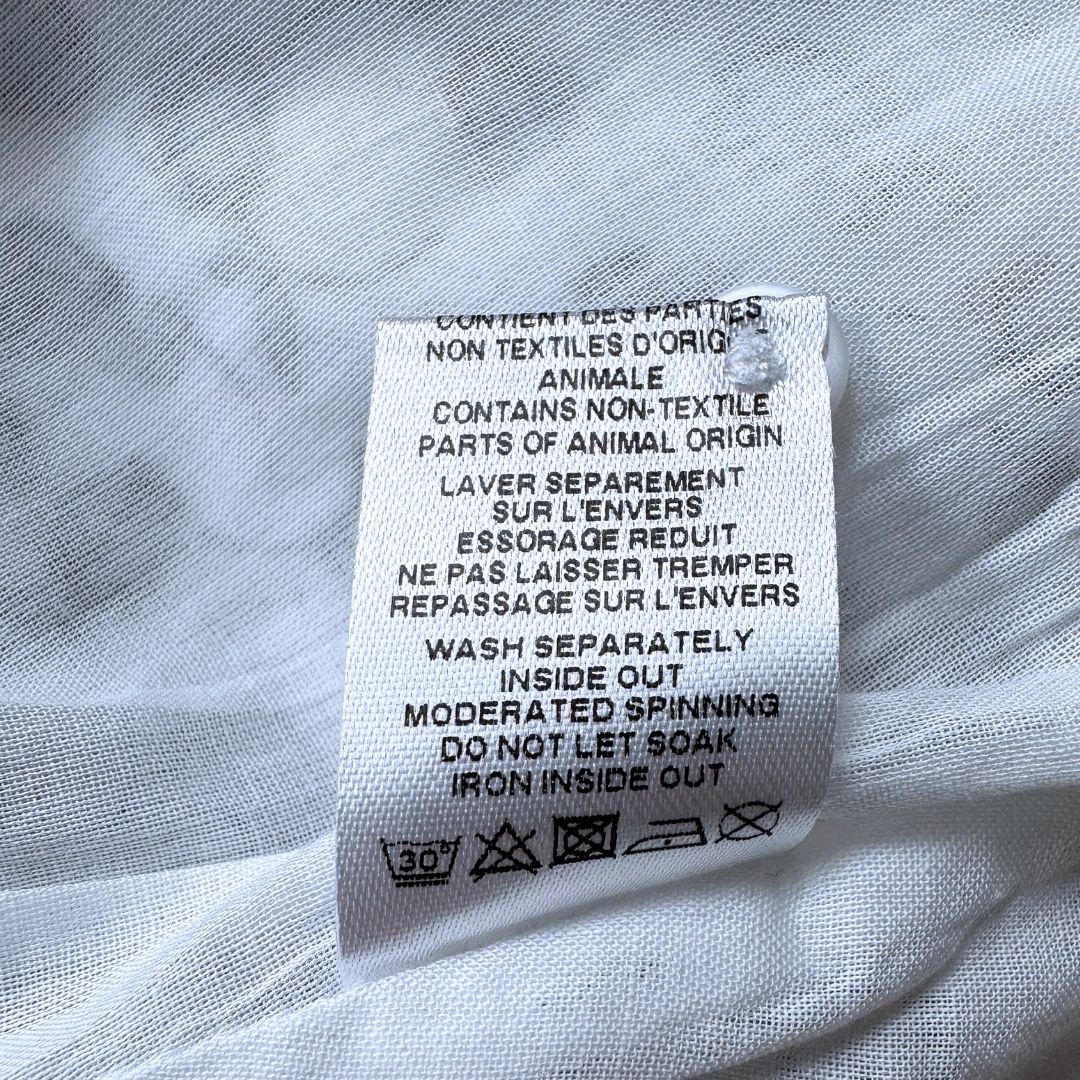 CONTIENT DES PARTIES
NON TEXTILES
ANIMALE
CONTAINS NON-TEXTILE
PARTS OF ANIMAL ORIGIN
LAVER SEPAREMENT
SUR L'ENVERS
ESSORAGE REDUIT
NE PAS LAISSER TREMPER
REPASSAGE SUR L'ENVERS
WASH SEPARATELY
INSIDE OUT
MODERATED SPINNING
DO NOT LET SOAK
IRON INSIDE OUT
30°